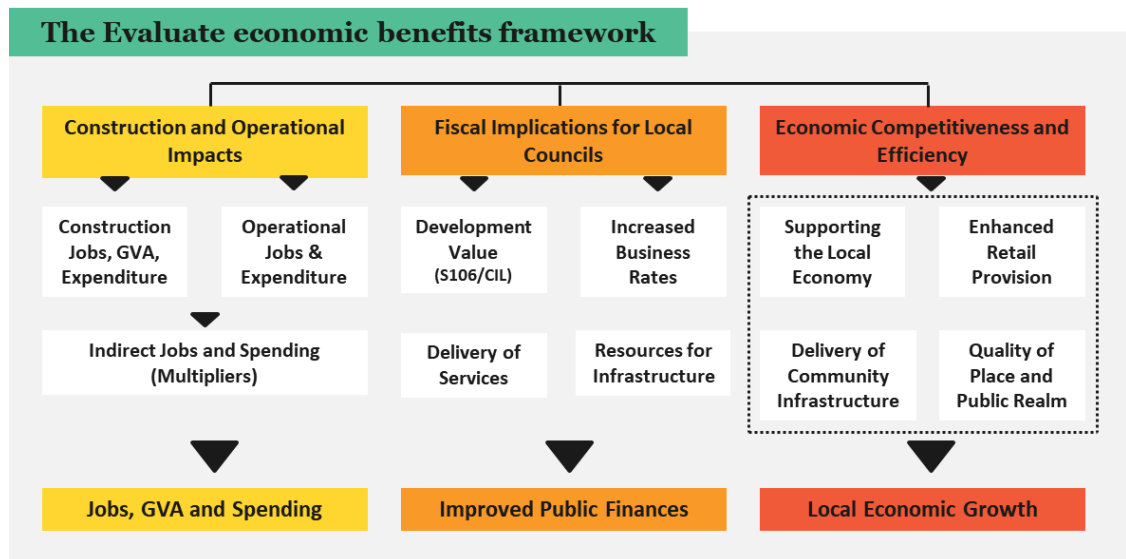 The Evaluate economic benefits framework
Construction and Operational
Impacts
Fiscal Implications for Local
Councils
Economic Competitiveness and
Efficiency
Construction
Jobs, GVA,
Expenditure
Operational
Jobs &
Expenditure
Development
Value
(S106/CIL)
Increased
Business
Rates
Supporting
the Local
Economy
Enhanced
Retail
Provision
Indirect Jobs and Spending
(Multipliers)
Delivery of
Services
Resources for
Infrastructure
Delivery of
Community
Infrastructure
Quality of
Place and
Public Realm
Jobs, GVA and Spending
Improved Public Finances
Local Economic Growth